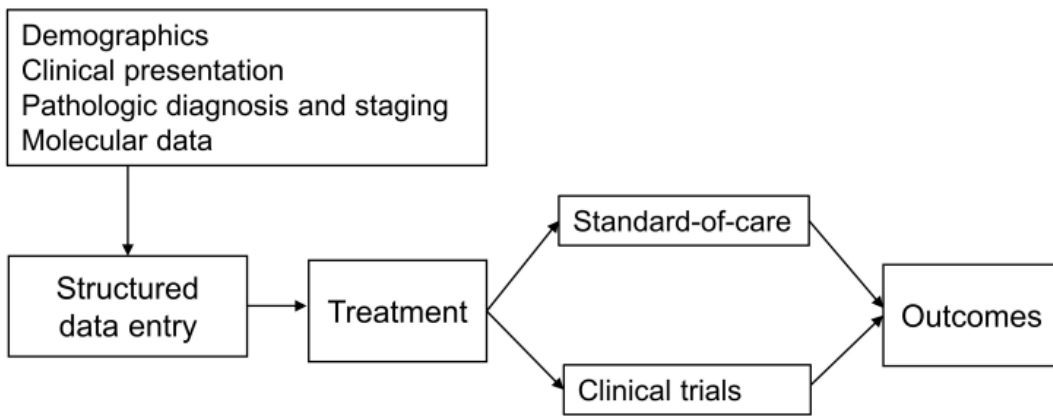 Demographics
Clinical presentation
Pathologic diagnosis and staging
Molecular data
Structured
data entry
Treatment
Standard-of-care
Clinical trials
Outcomes